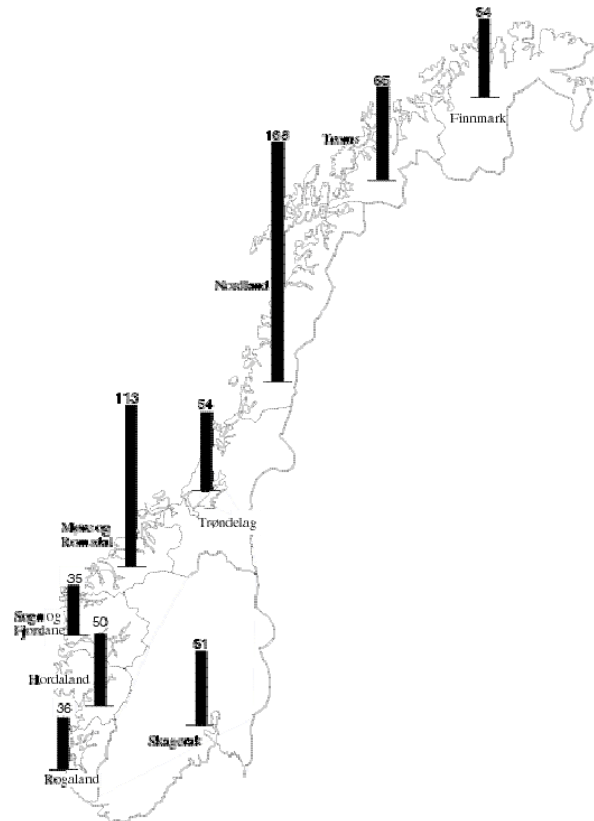 54
Finnmark
65
Troms
Nordland
113
54
Trøndelag
Møre og
Romsdal
35
Sogn og
Fjordane
50
Hordaland
51
Skagerak
36
Rogaland